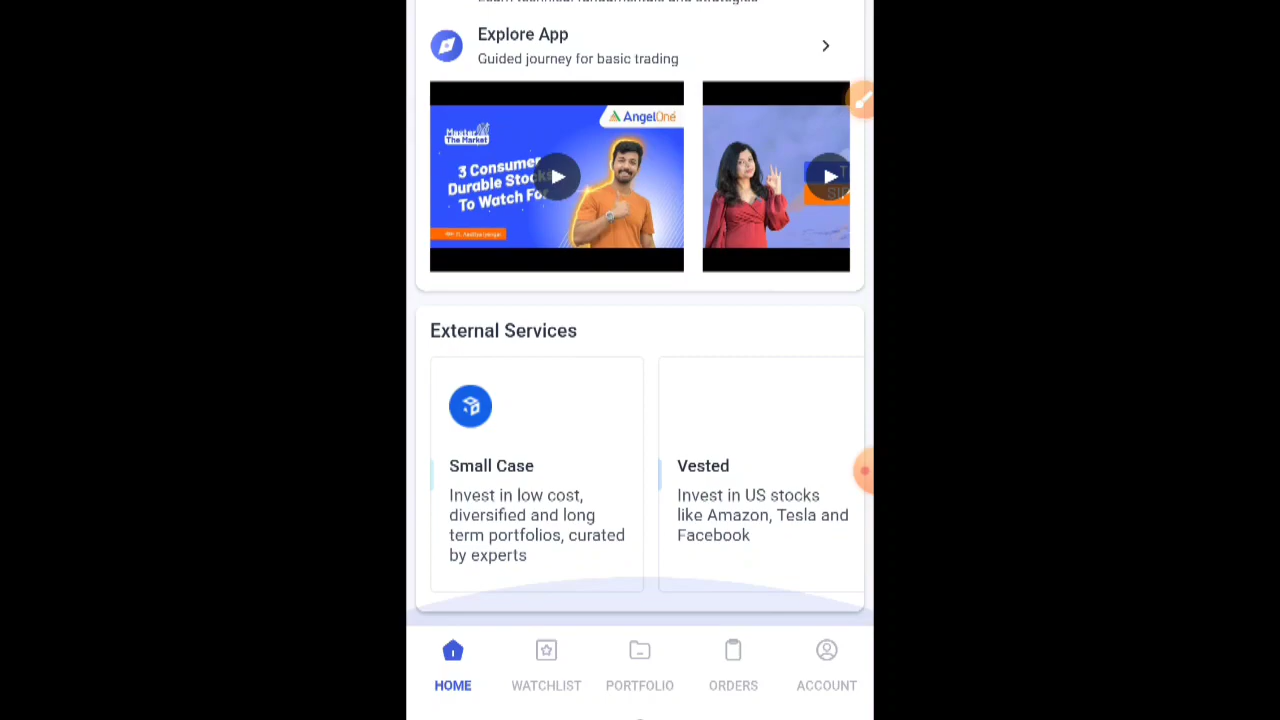 Explore App
Guided journey for basic trading
AngelOne
Master
The Market
3 Consumer
Durable Stocks
To Watch For
External Services
Small Case
Invest in low cost,
diversified and long
term portfolios, curated
by experts
Vested
Invest in US stocks
like Amazon, Tesla and
Facebook
HOME
WATCHLIST
PORTFOLIO
ORDERS
ACCOUNT